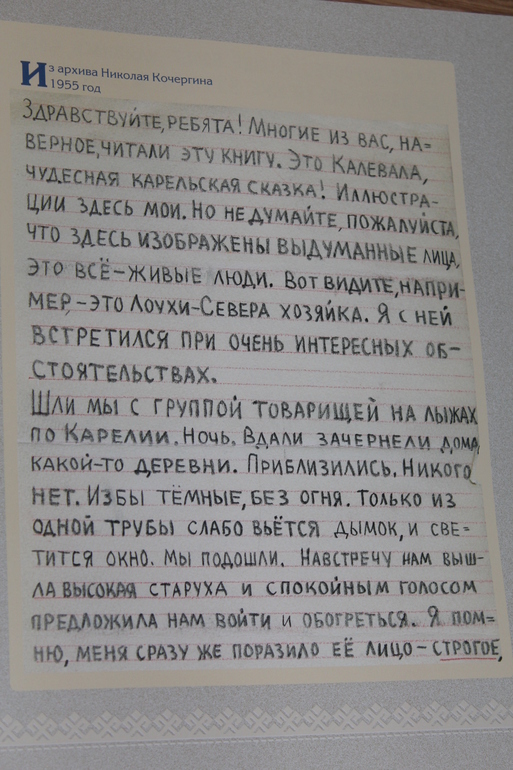 Из архива Николая Кочергина
1955 год
Здравствуйте, ребята! Многие из вас, на=
верное, читали эту книгу. Это Калевала,
чудесная карельская сказка! Иллюстра-
ции здесь мои. Но не думайте, пожалуйста,
что здесь изображены выдуманные лица,
это всё – живые люди. Вот видите, напри-
мер, – это Лоухи-Севера хозяйка. Я с ней
встретился при очень интересных об-
стоятельствах.
Шли мы с группой товарищей на лыжах
по Карелии. Ночь. Вдали зачернели дома
какой-то деревни. Приблизились. Никого
нет. Избы тёмные, без огня. Только из
одной трубы слабо вьётся дымок, и све=
тится окно. Мы подошли. Навстречу нам выш-
ла высокая старуха и спокойным голосом
предложила нам войти и обогреться. Я пом=
ню, меня сразу же поразило её лицо – строгое,